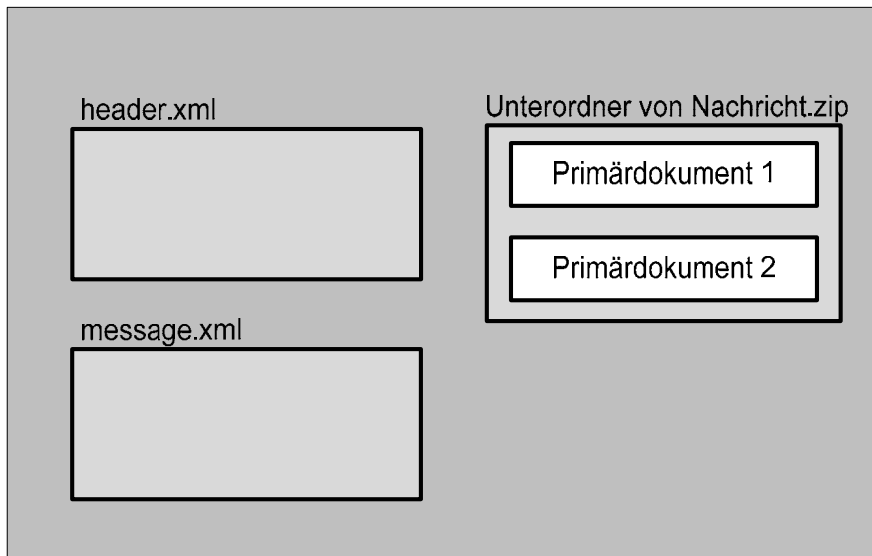 header.xml
Unterordner von Nachricht.zip
Primärdokument 1
Primärdokument 2
message.xml